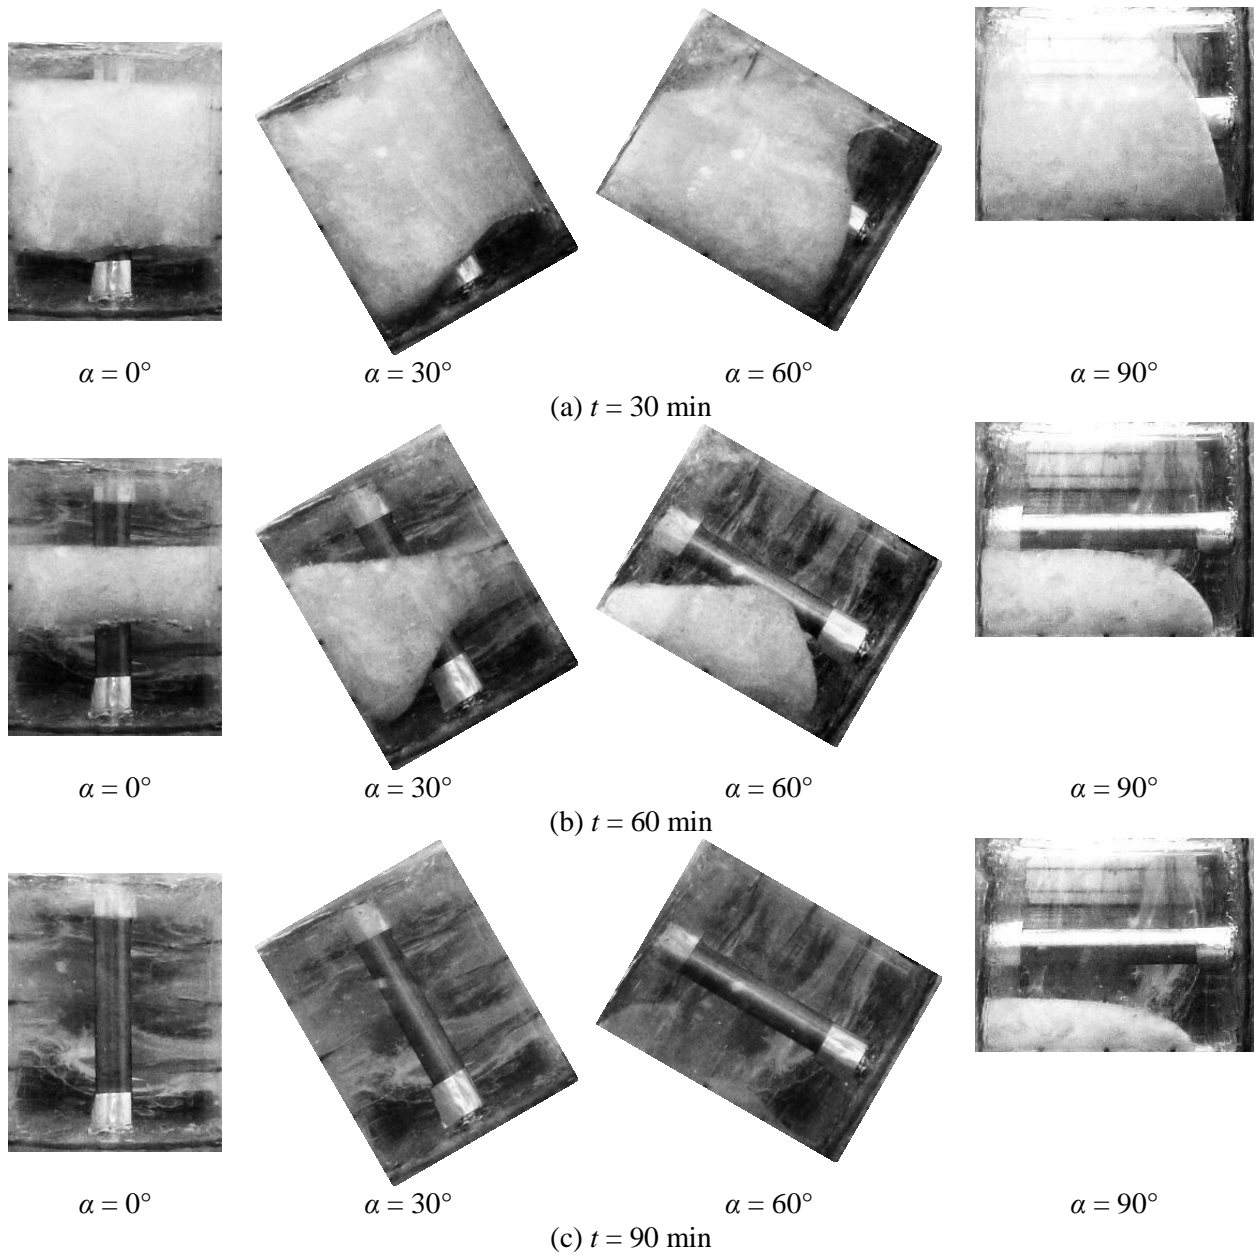 α = 0° α = 30° α = 60° α = 90°
(a) t = 30 min
α = 0° α = 30° α = 60° α = 90°
(b) t = 60 min
α = 0° α = 30° α = 60° α = 90°
(c) t = 90 min